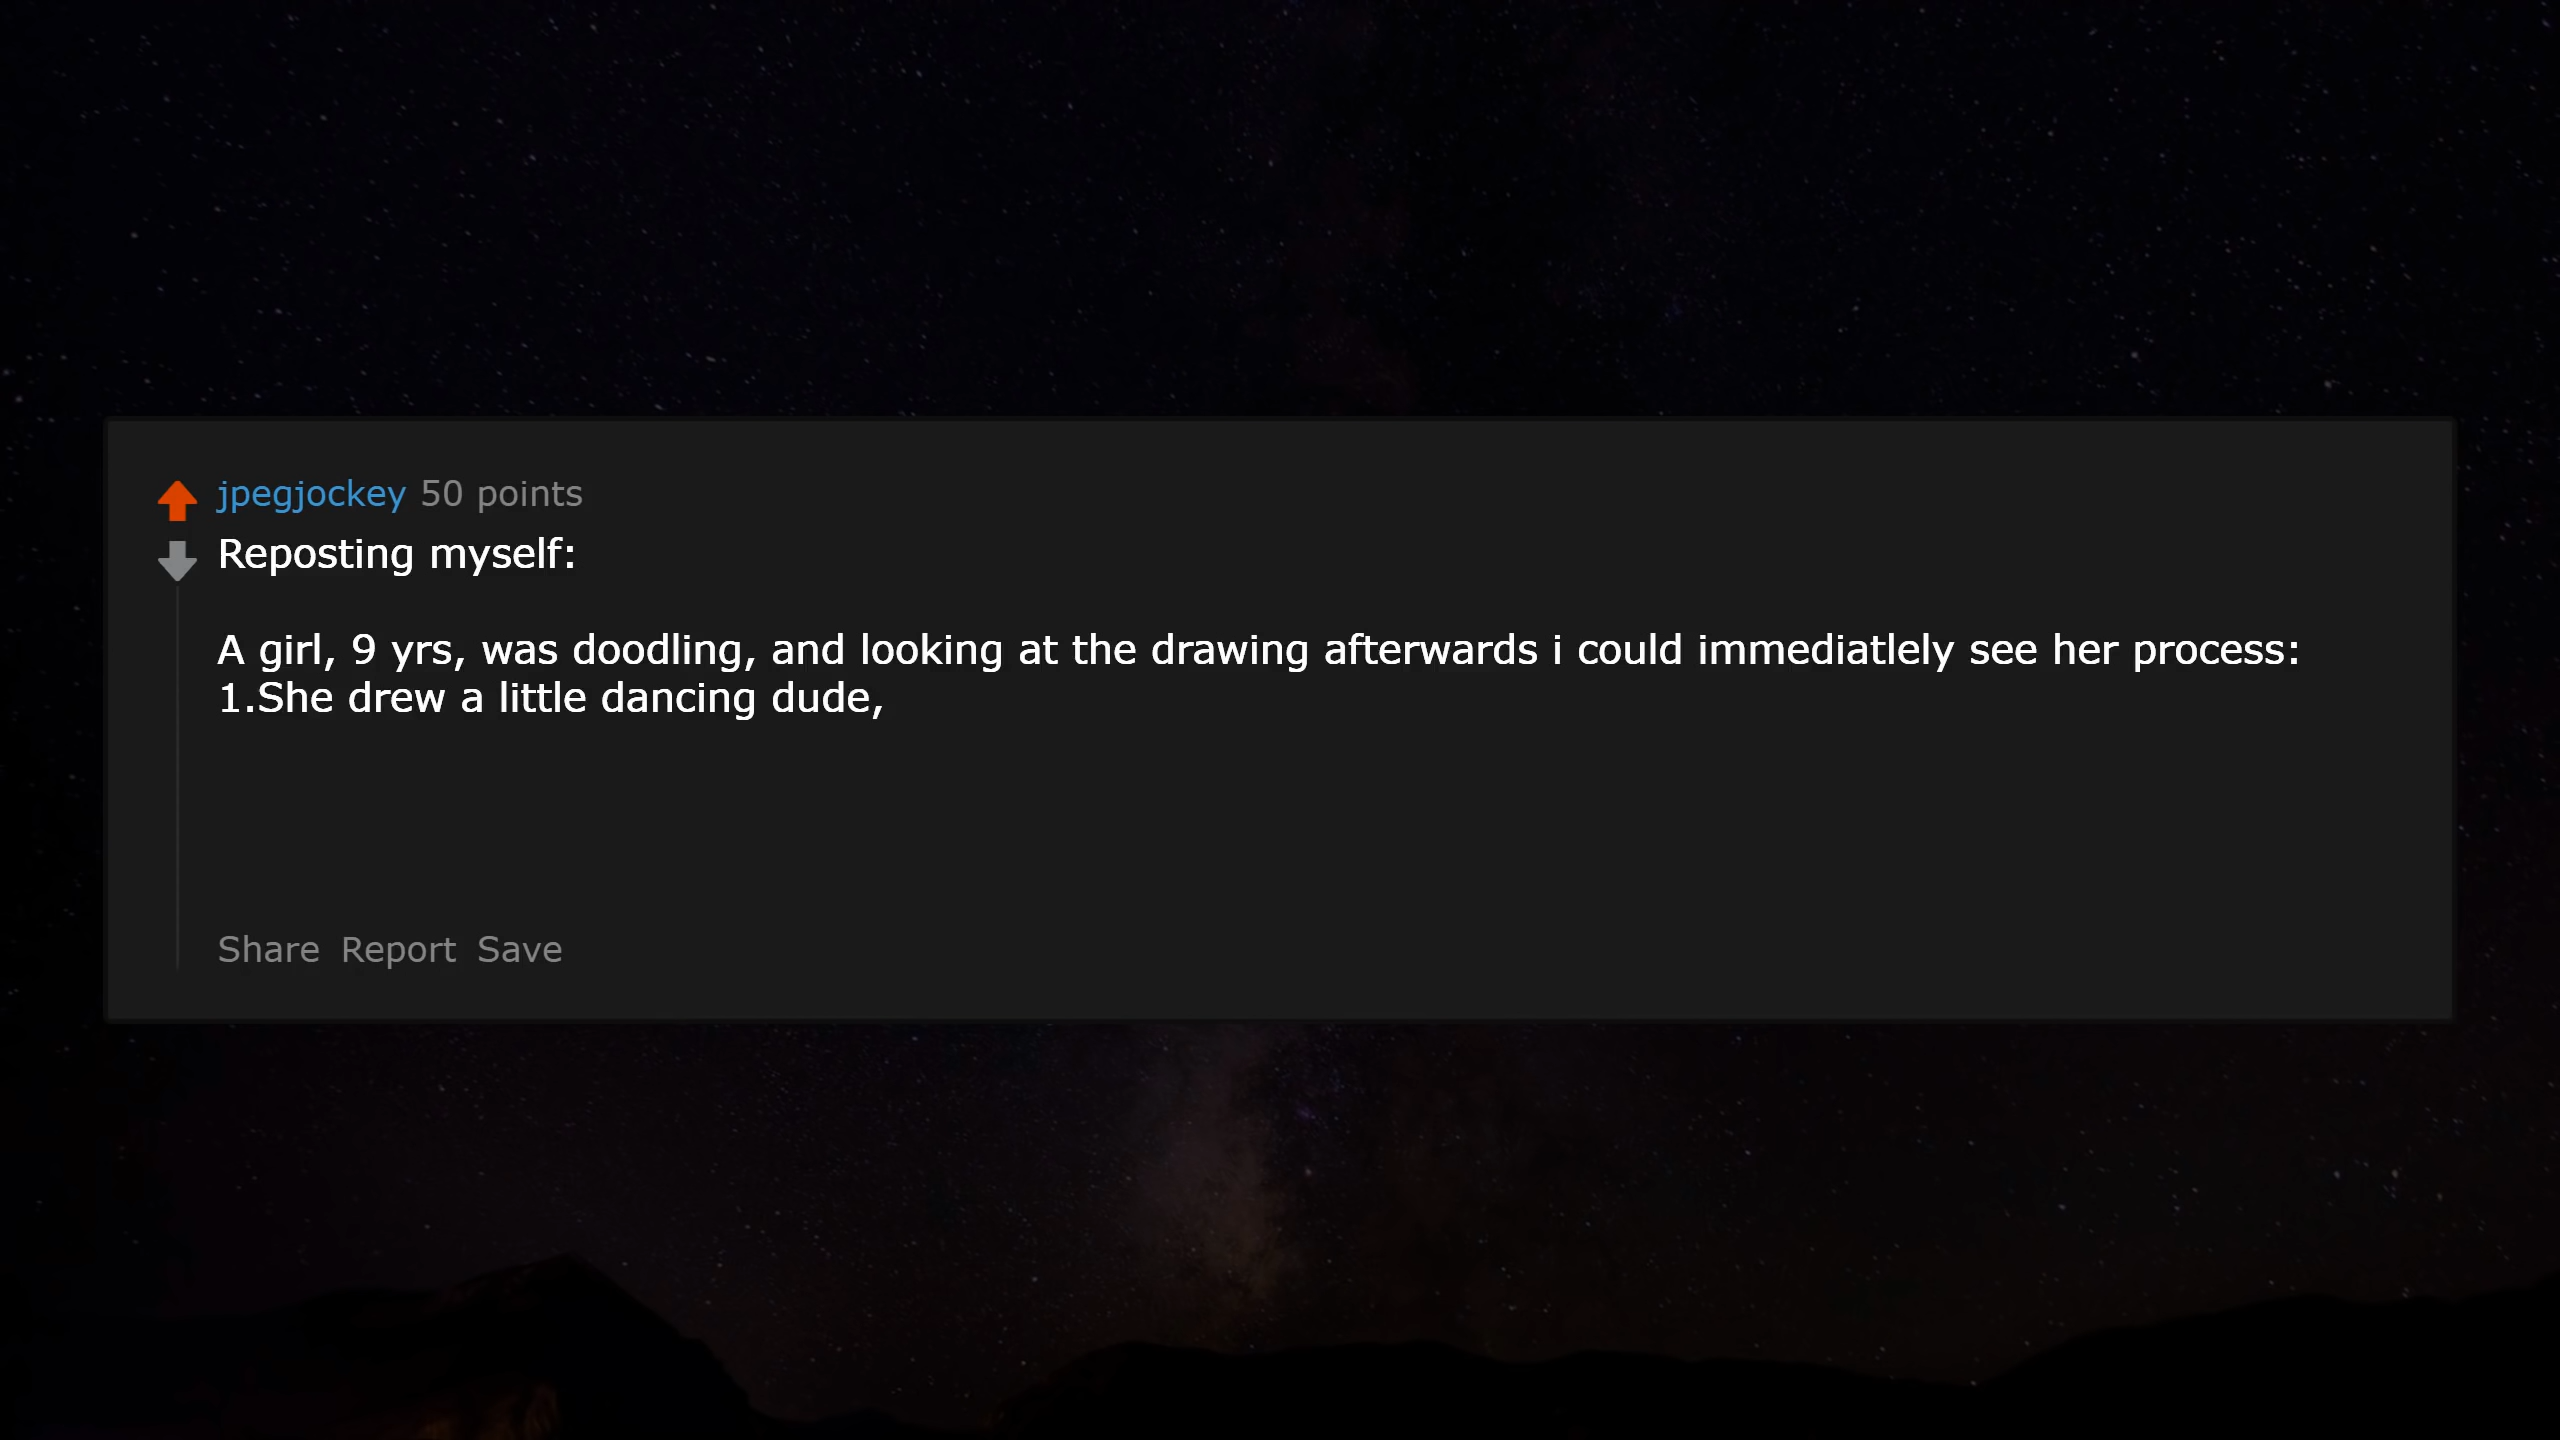 jpegjockey 50 points
Reposting myself:
A girl, 9 yrs, was doodling, and looking at the drawing afterwards i could immediatlely see her process:
1.She drew a little dancing dude,
Share Report Save